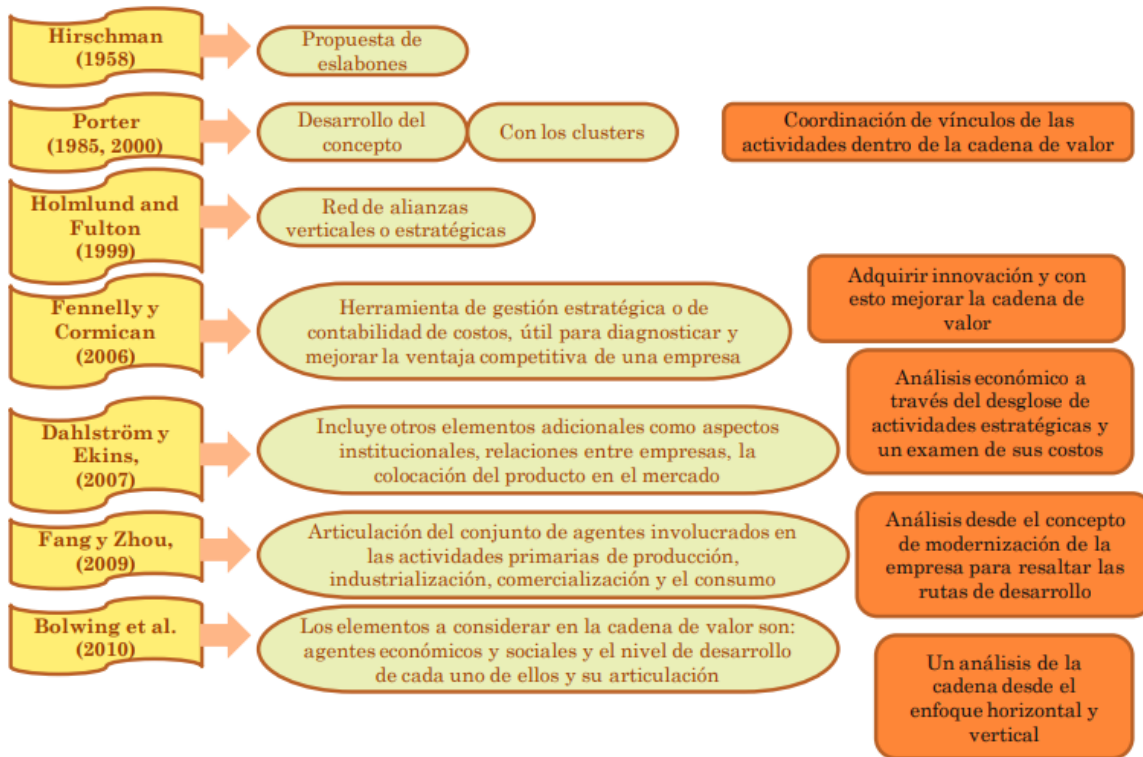 Hirschman
(1958)
Propuesta de
eslabones
Porter
(1985, 2000)
Desarrollo del
concepto
Con los clusters
Coordinación de vínculos de las
actividades dentro de la cadena de valor
Holmlund and
Fulton
(1999)
Red de alianzas
verticales o estratégicas
Adquirir innovación y con
esto mejorar la cadena de
valor
Fennelly y
Cormican
(2006)
Herramienta de gestión estratégica o de
contabilidad de costos, útil para diagnosticar y
mejorar la ventaja competitiva de una empresa
Análisis económico a
través del desglose de
actividades estratégicas y
un examen de sus costos
Dahlström y
Ekins,
(2007)
Incluye otros elementos adicionales como aspectos
institucionales, relaciones entre empresas, la
colocación del producto en el mercado
Fang y Zhou,
(2009)
Articulación del conjunto de agentes involucrados en
las actividades primarias de producción,
industrialización, comercialización y el consumo
Análisis desde el concepto
de modernización de la
empresa para resaltar las
rutas de desarrollo
Bolwing et al.
(2010)
Los elementos a considerar en la cadena de valor son:
agentes económicos y sociales y el nivel de desarrollo
de cada uno de ellos y su articulación
Un análisis de la
cadena desde el
enfoque horizontal y
vertical